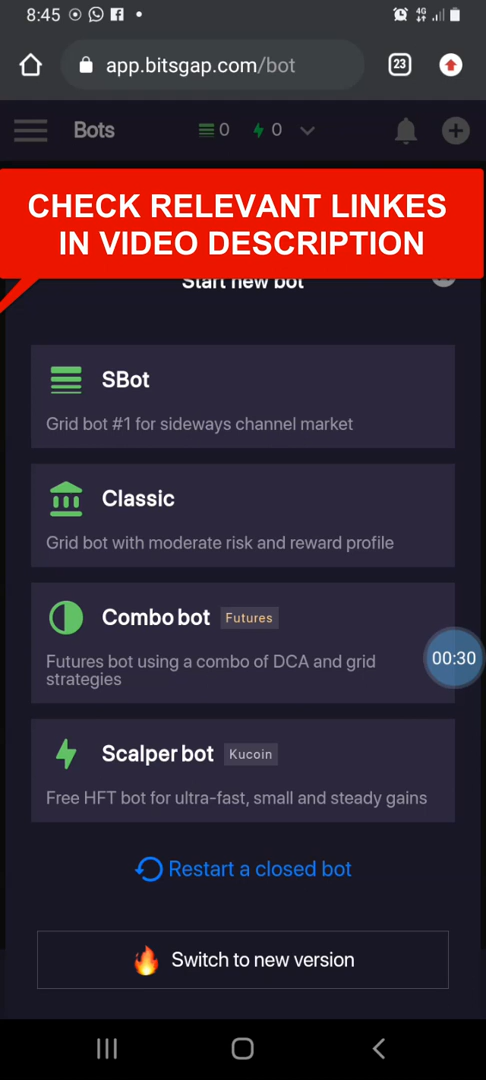 8:45
4G
app.bitsgap.com/bot
23
Bots
0
0
CHECK RELEVANT LINKES
IN VIDEO DESCRIPTION
Start new bot
SBot
Grid bot #1 for sideways channel market
Classic
Grid bot with moderate risk and reward profile
Combo bot Futures
Futures bot using a combo of DCA and grid
strategies
00:30
Scalper bot Kucoin
Free HFT bot for ultra-fast, small and steady gains
Restart a closed bot
Switch to new version